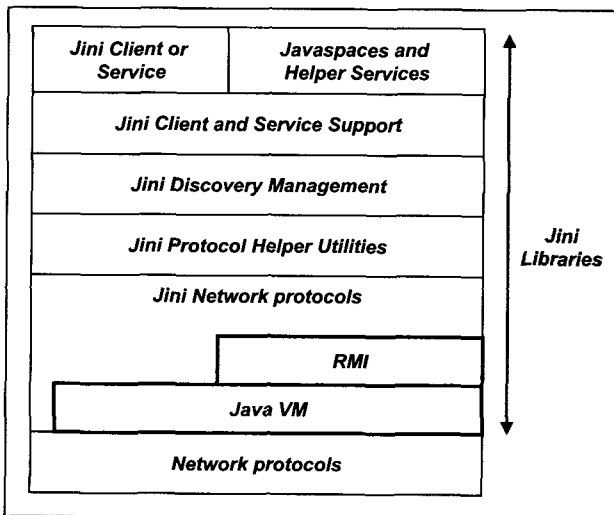 Jini Client or
Service
Javaspaces and
Helper Services
Jini Client and Service Support
Jini Discovery Management
Jini Protocol Helper Utilities
Jini
Libraries
Jini Network protocols
RMI
Java VM
Network protocols